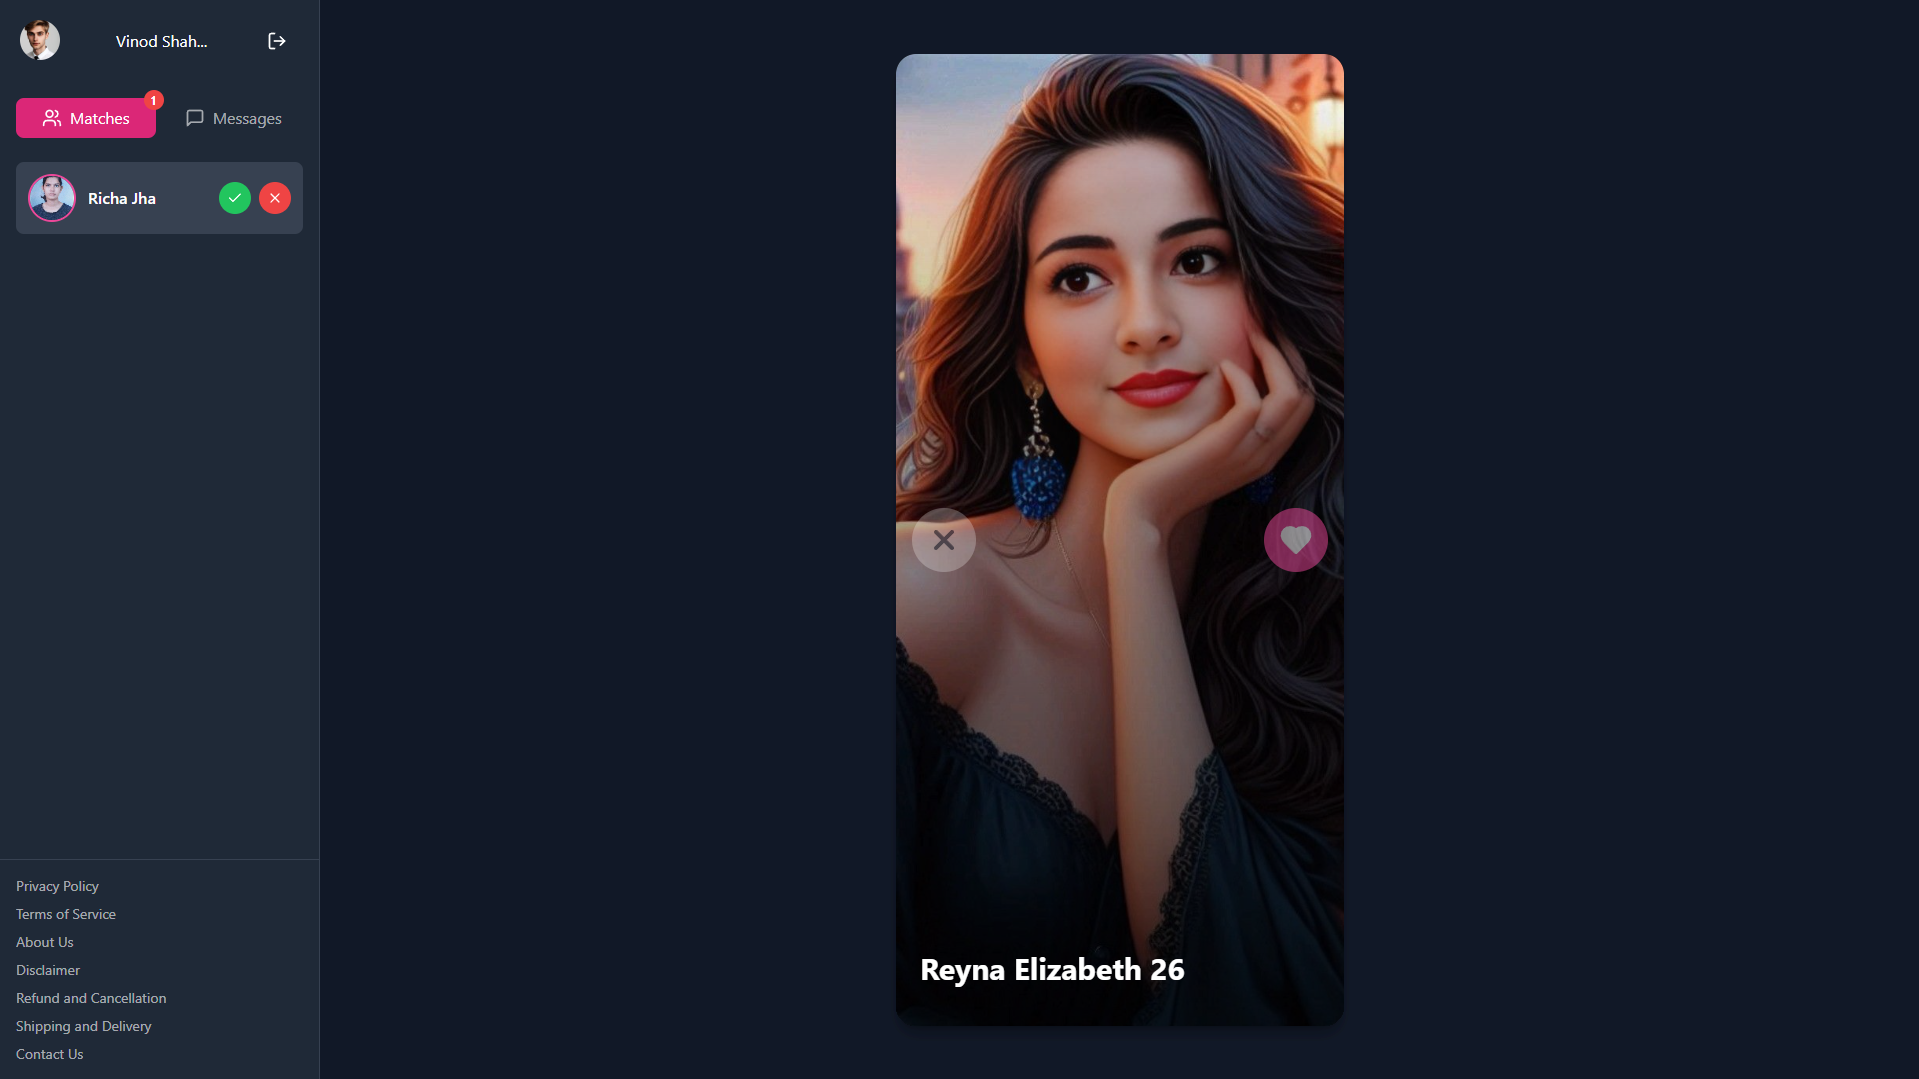 Vinod Shah...
Matches
1
Messages
Richa Jha
Reyna Elizabeth 26
Privacy Policy
Terms of Service
About Us
Disclaimer
Refund and Cancellation
Shipping and Delivery
Contact Us